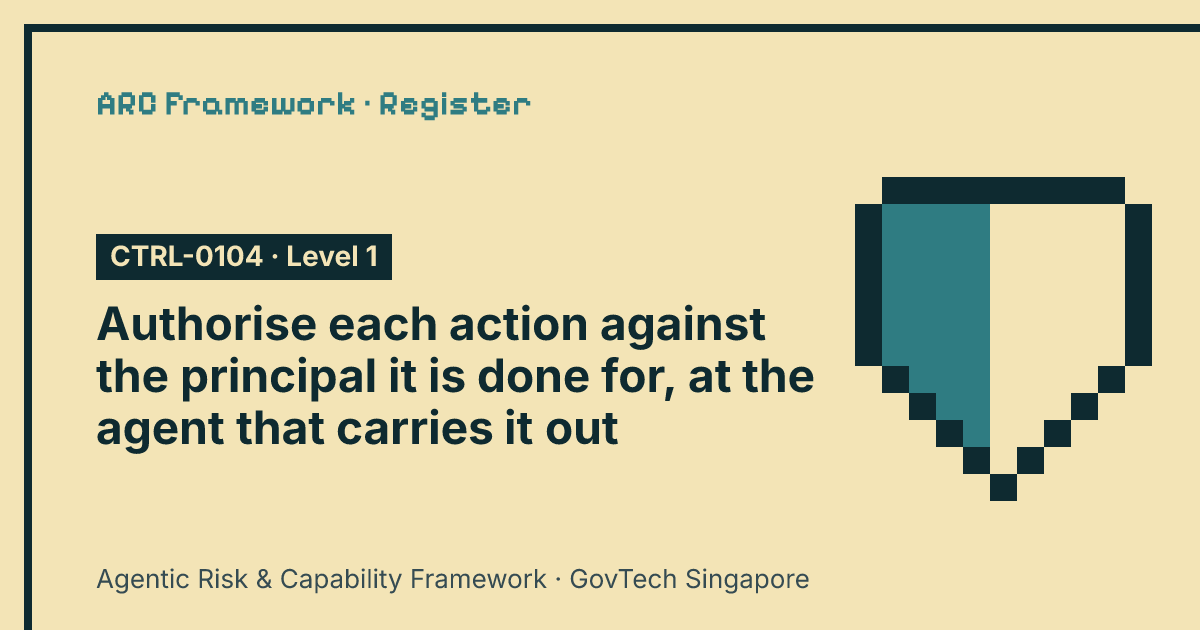 ARC Framework · Register
CTRL-0104 · Level 1
Authorise each action against
the principal it is done for, at the
agent that carries it out
Agentic Risk & Capability Framework · GovTech Singapore